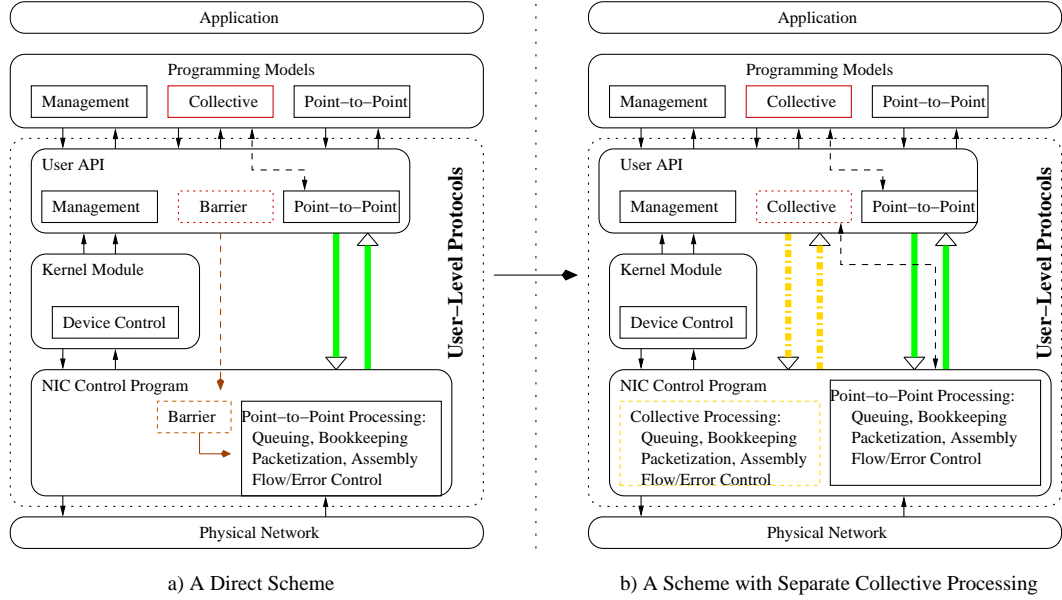 Application
Programming Models
Management
Collective
Point−to−Point
User API
Management
Barrier
Point−to−Point
Kernel Module
Device Control
NIC Control Program
Barrier
Point−to−Point Processing:
Queuing, Bookkeeping
Packetization, Assembly
Flow/Error Control
User−Level Protocols
Physical Network
a) A Direct Scheme
Application
Programming Models
Management
Collective
Point−to−Point
User API
Management
Collective
Point−to−Point
Kernel Module
Device Control
NIC Control Program
Collective Processing:
Queuing, Bookkeeping
Packetization, Assembly
Flow/Error Control
Point−to−Point Processing:
Queuing, Bookkeeping
Packetization, Assembly
Flow/Error Control
User−Level Protocols
Physical Network
b) A Scheme with Separate Collective Processing